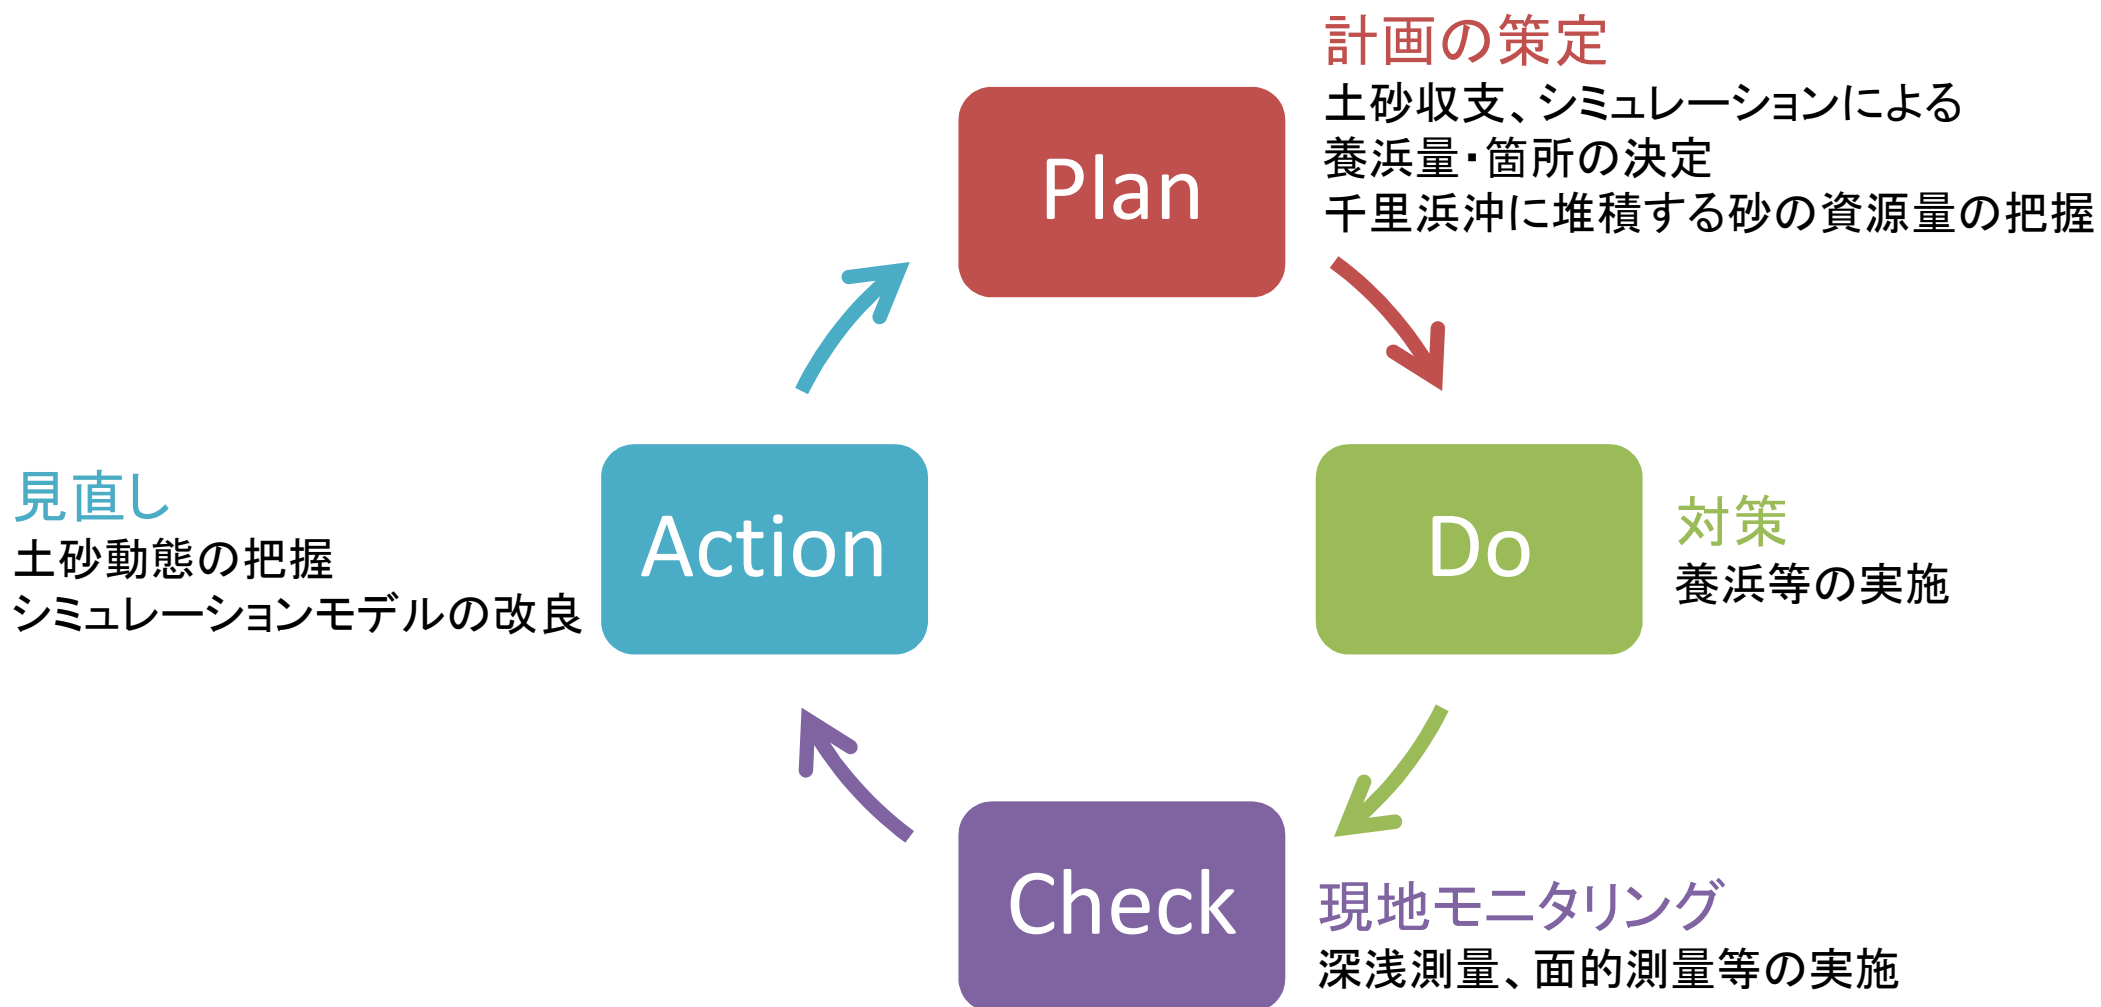 計画の策定
土砂収支、シミュレーションによる
養浜量・箇所の決定
千里浜沖に堆積する砂の資源量の把握
Plan
見直し
土砂動態の把握
シミュレーションモデルの改良
Action
Do
対策
養浜等の実施
Check
現地モニタリング
深浅測量、面的測量等の実施